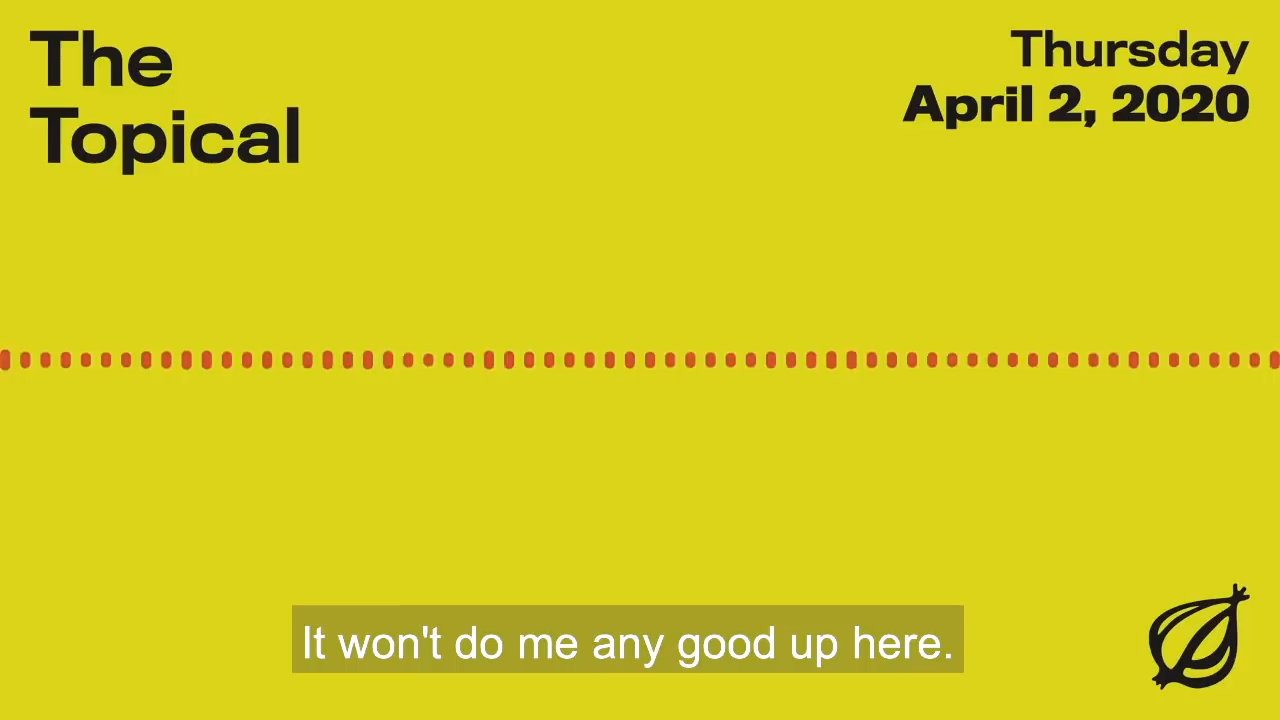 The
Topical
Thursday
April 2, 2020
It won't do me any good up here.